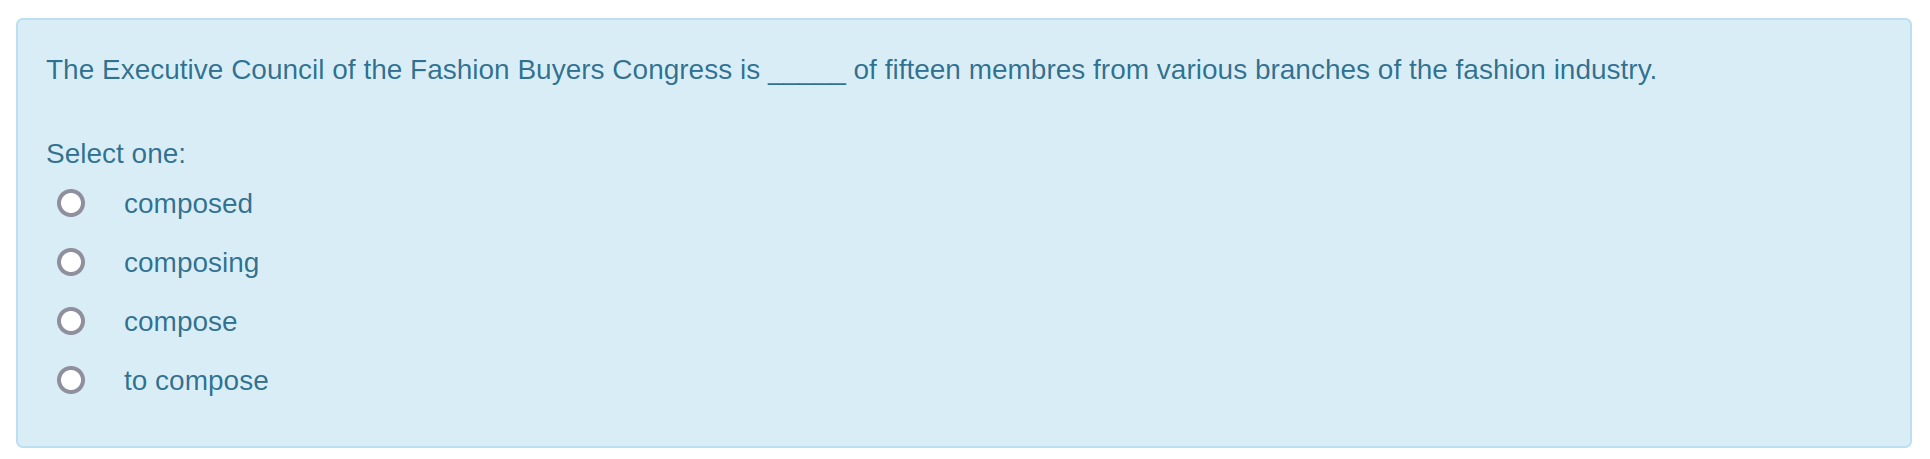 The Executive Council of the Fashion Buyers Congress is _____ of fifteen membres from various branches of the fashion industry.
Select one:
composed
composing
compose
to compose